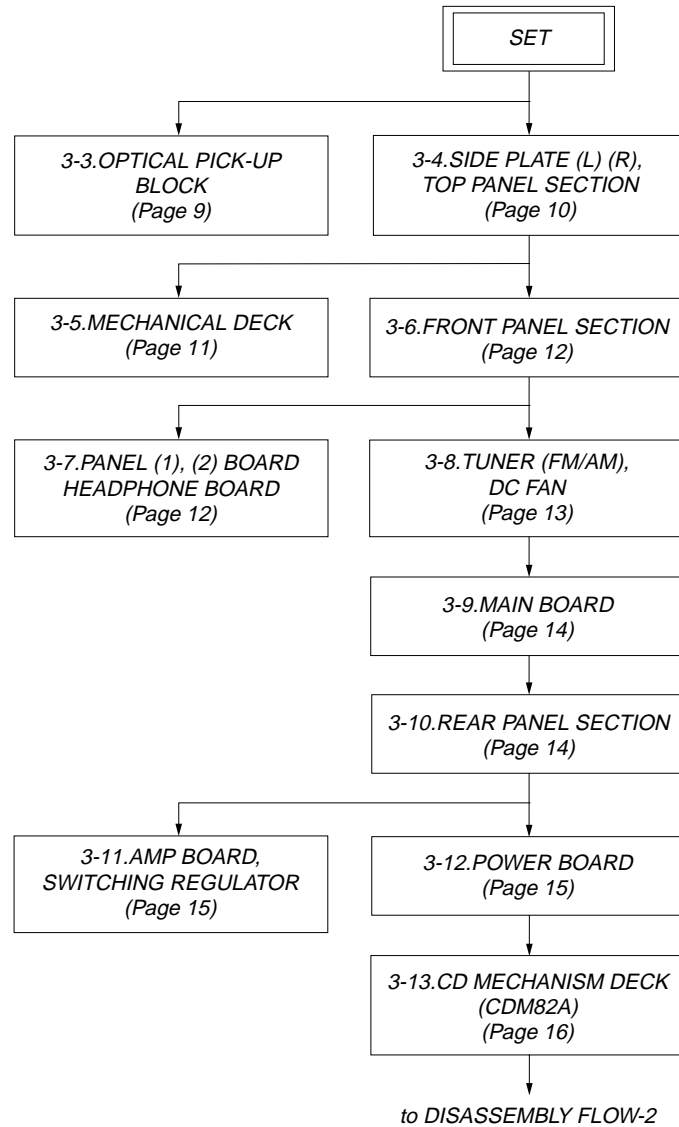 SET
3-3.OPTICAL PICK-UP
BLOCK
(Page 9)
3-4.SIDE PLATE (L) (R),
TOP PANEL SECTION
(Page 10)
3-5.MECHANICAL DECK
(Page 11)
3-6.FRONT PANEL SECTION
(Page 12)
3-7.PANEL (1), (2) BOARD
HEADPHONE BOARD
(Page 12)
3-8.TUNER (FM/AM),
DC FAN
(Page 13)
3-9.MAIN BOARD
(Page 14)
3-10.REAR PANEL SECTION
(Page 14)
3-11.AMP BOARD,
SWITCHING REGULATOR
(Page 15)
3-12.POWER BOARD
(Page 15)
3-13.CD MECHANISM DECK
(CDM82A)
(Page 16)
to DISASSEMBLY FLOW-2